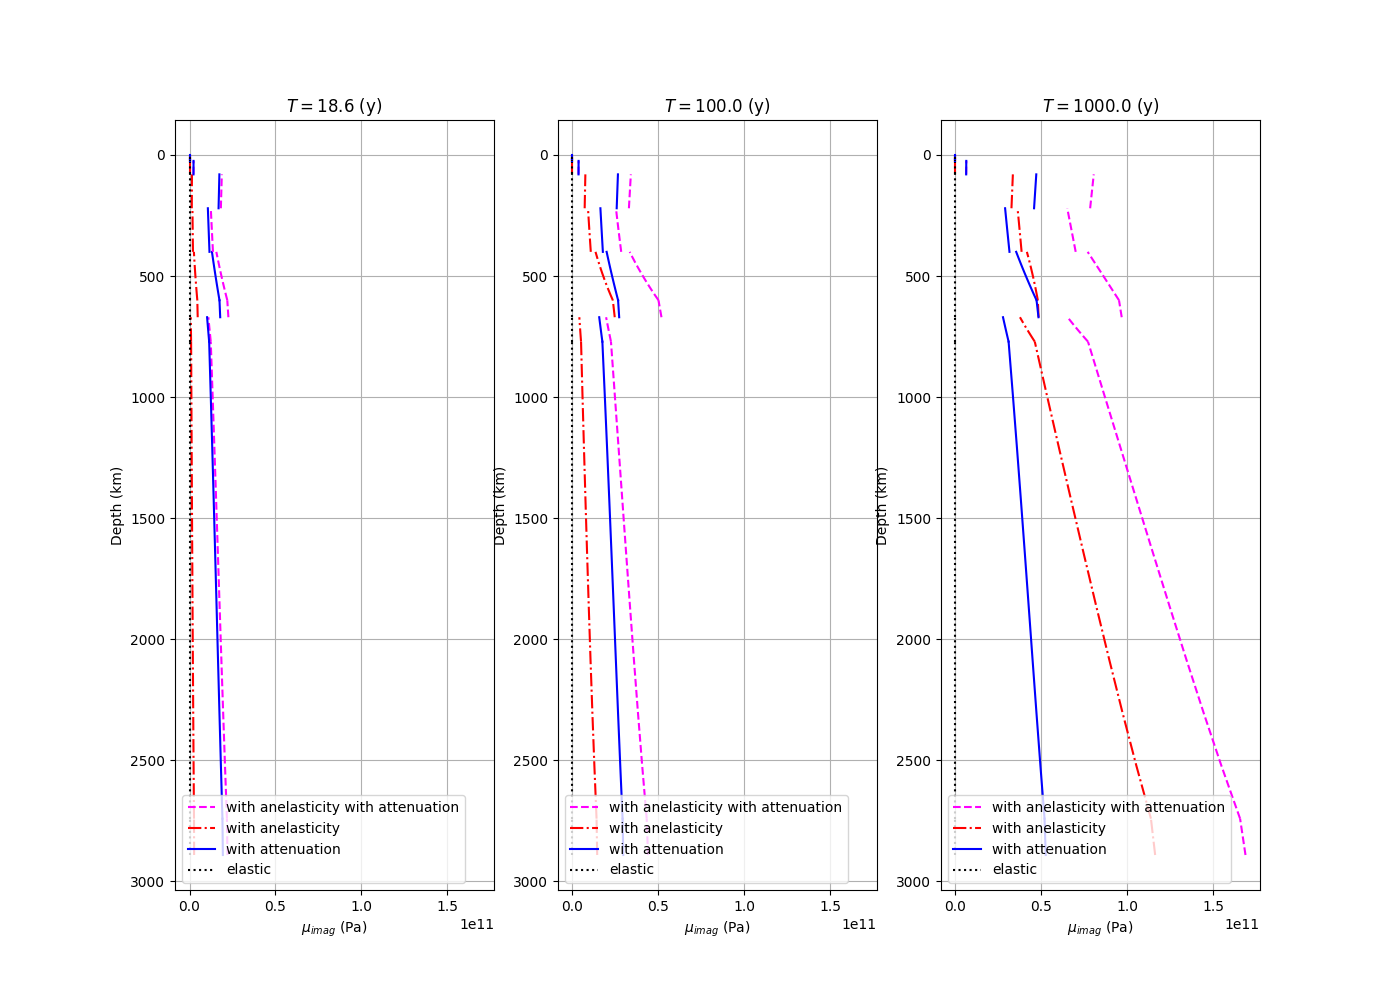 T = 18.6 (y)
0
500
1000
1500
2000
2500
3000
Depth (km)
with anelasticity with attenuation
with anelasticity
with attenuation
elastic
0.0 0.5 1.0 1.5
1e11
μimag (Pa)
T = 100.0 (y)
0
500
1000
1500
2000
2500
3000
Depth (km)
with anelasticity with attenuation
with anelasticity
with attenuation
elastic
0.0 0.5 1.0 1.5
1e11
μimag (Pa)
T = 1000.0 (y)
0
500
1000
1500
2000
2500
3000
Depth (km)
with anelasticity with attenuation
with anelasticity
with attenuation
elastic
0.0 0.5 1.0 1.5
1e11
μimag (Pa)